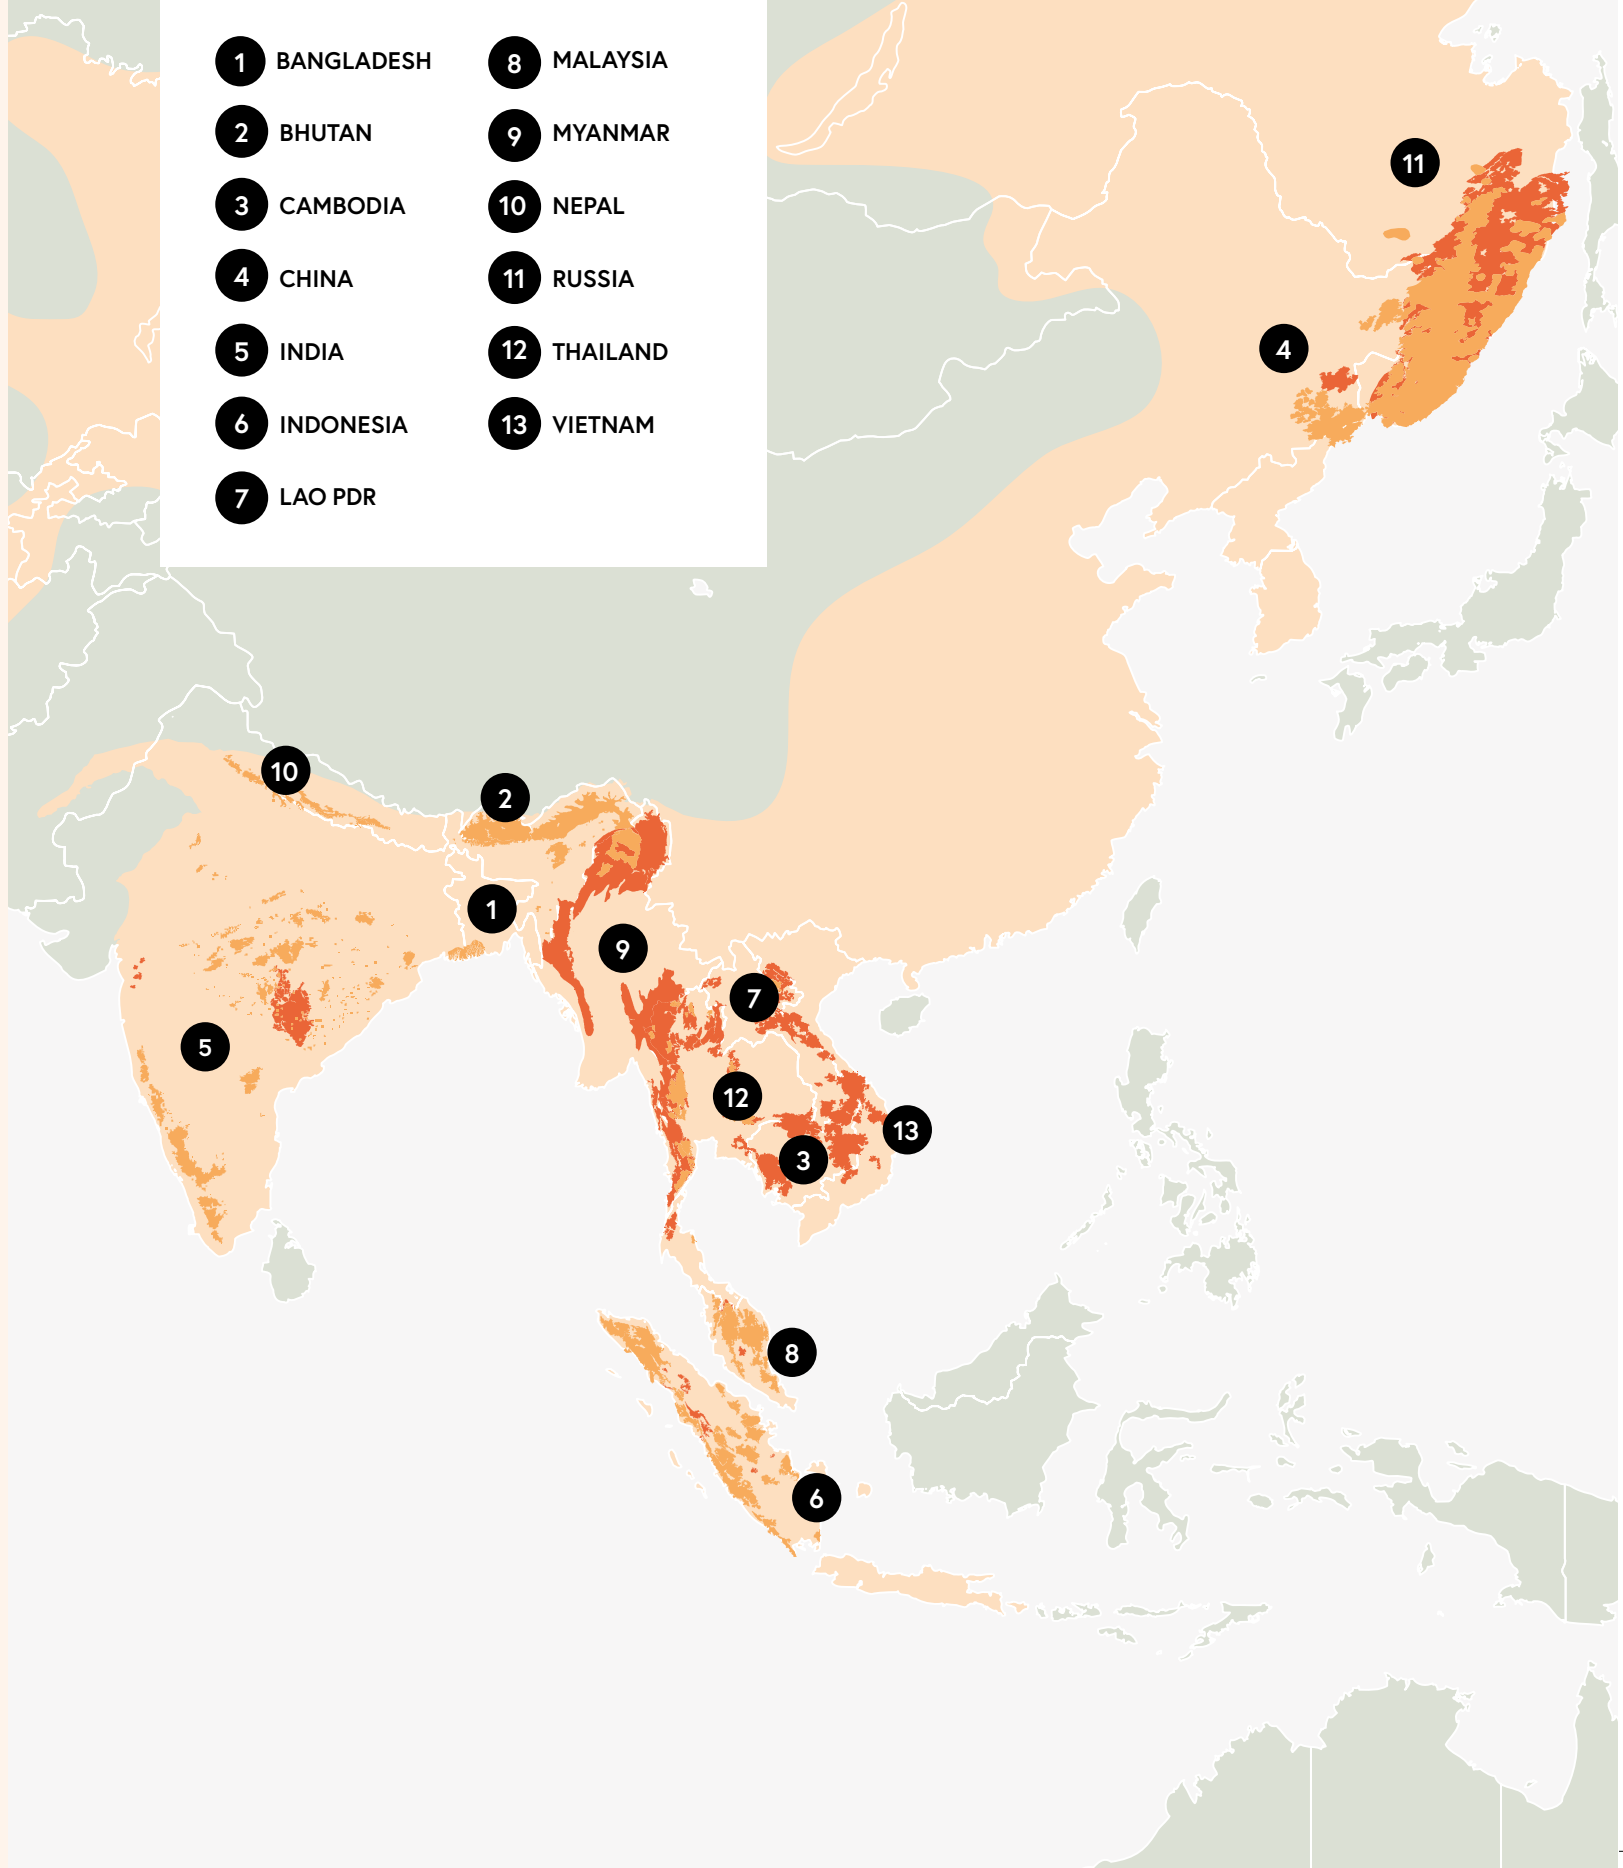 1 BANGLADESH
2 BHUTAN
3 CAMBODIA
4 CHINA
5 INDIA
6 INDONESIA
7 LAO PDR
8 MALAYSIA
9 MYANMAR
10 NEPAL
11 RUSSIA
12 THAILAND
13 VIETNAM
11
4
10
2
1
9
7
5
12
13
3
8
6